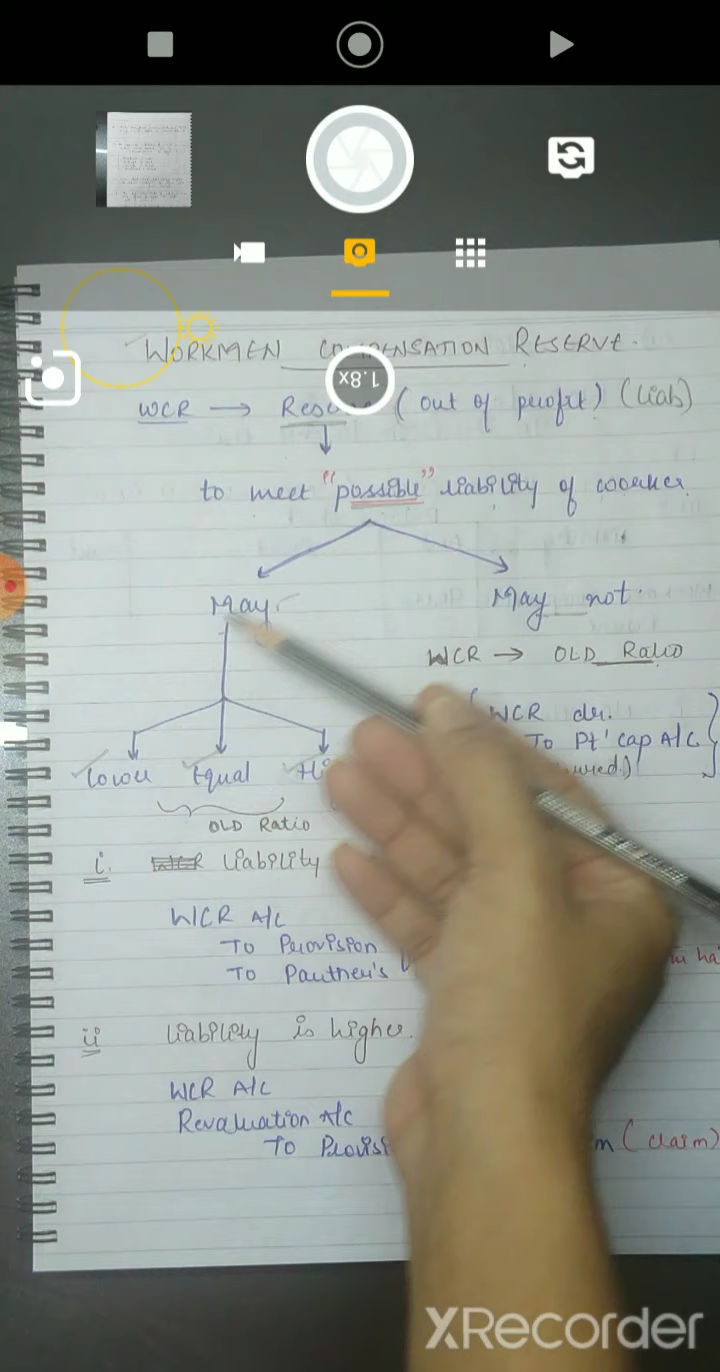 1.8x
WORKMEN COMPENSATION RESERVE.
WCR → (out of profit) (Liab)
to meet "possible" liability of worker.
May May not.
WCR → OLD Ratio
WCR dr.
To Pt' cap A/C
Lower Equal
OLD Ratio
i. liability
WCR A/C
To Provision
To Partner's
ii liability is higher.
WCR A/C
Revaluation A/c
To (claim)
XRecorder